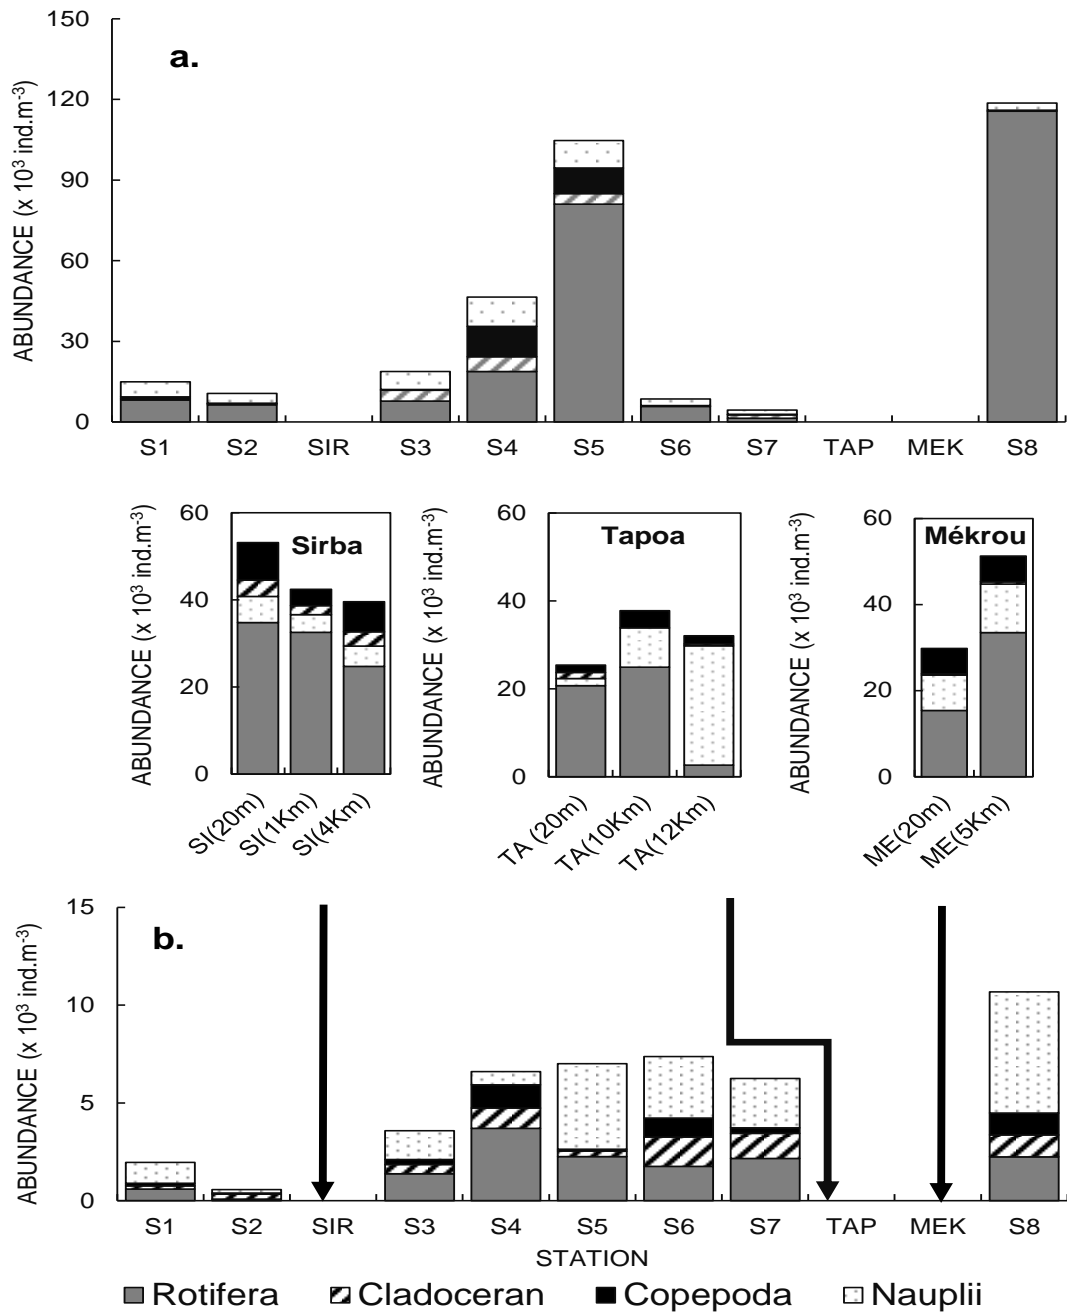 a.
ABUNDANCE (x 10³ ind.m⁻³)
150
120
90
60
30
0
S1 S2 SIR S3 S4 S5 S6 S7 TAP MEK S8
Sirba
ABUNDANCE (x 10³ ind.m⁻³)
60
40
20
0
SI(20m) SI(1Km) SI(4Km)
Tapoa
ABUNDANCE (x 10³ ind.m⁻³)
60
40
20
0
TA (20m) TA(10Km) TA(12Km)
Mékrou
ABUNDANCE (x 10³ ind.m⁻³)
60
40
20
0
ME(20m) ME(5Km)
b.
ABUNDANCE (x 10³ ind.m⁻³)
15
10
5
0
S1 S2 SIR S3 S4 S5 S6 S7 TAP MEK S8
STATION
Rotifera Cladoceran Copepoda Nauplii